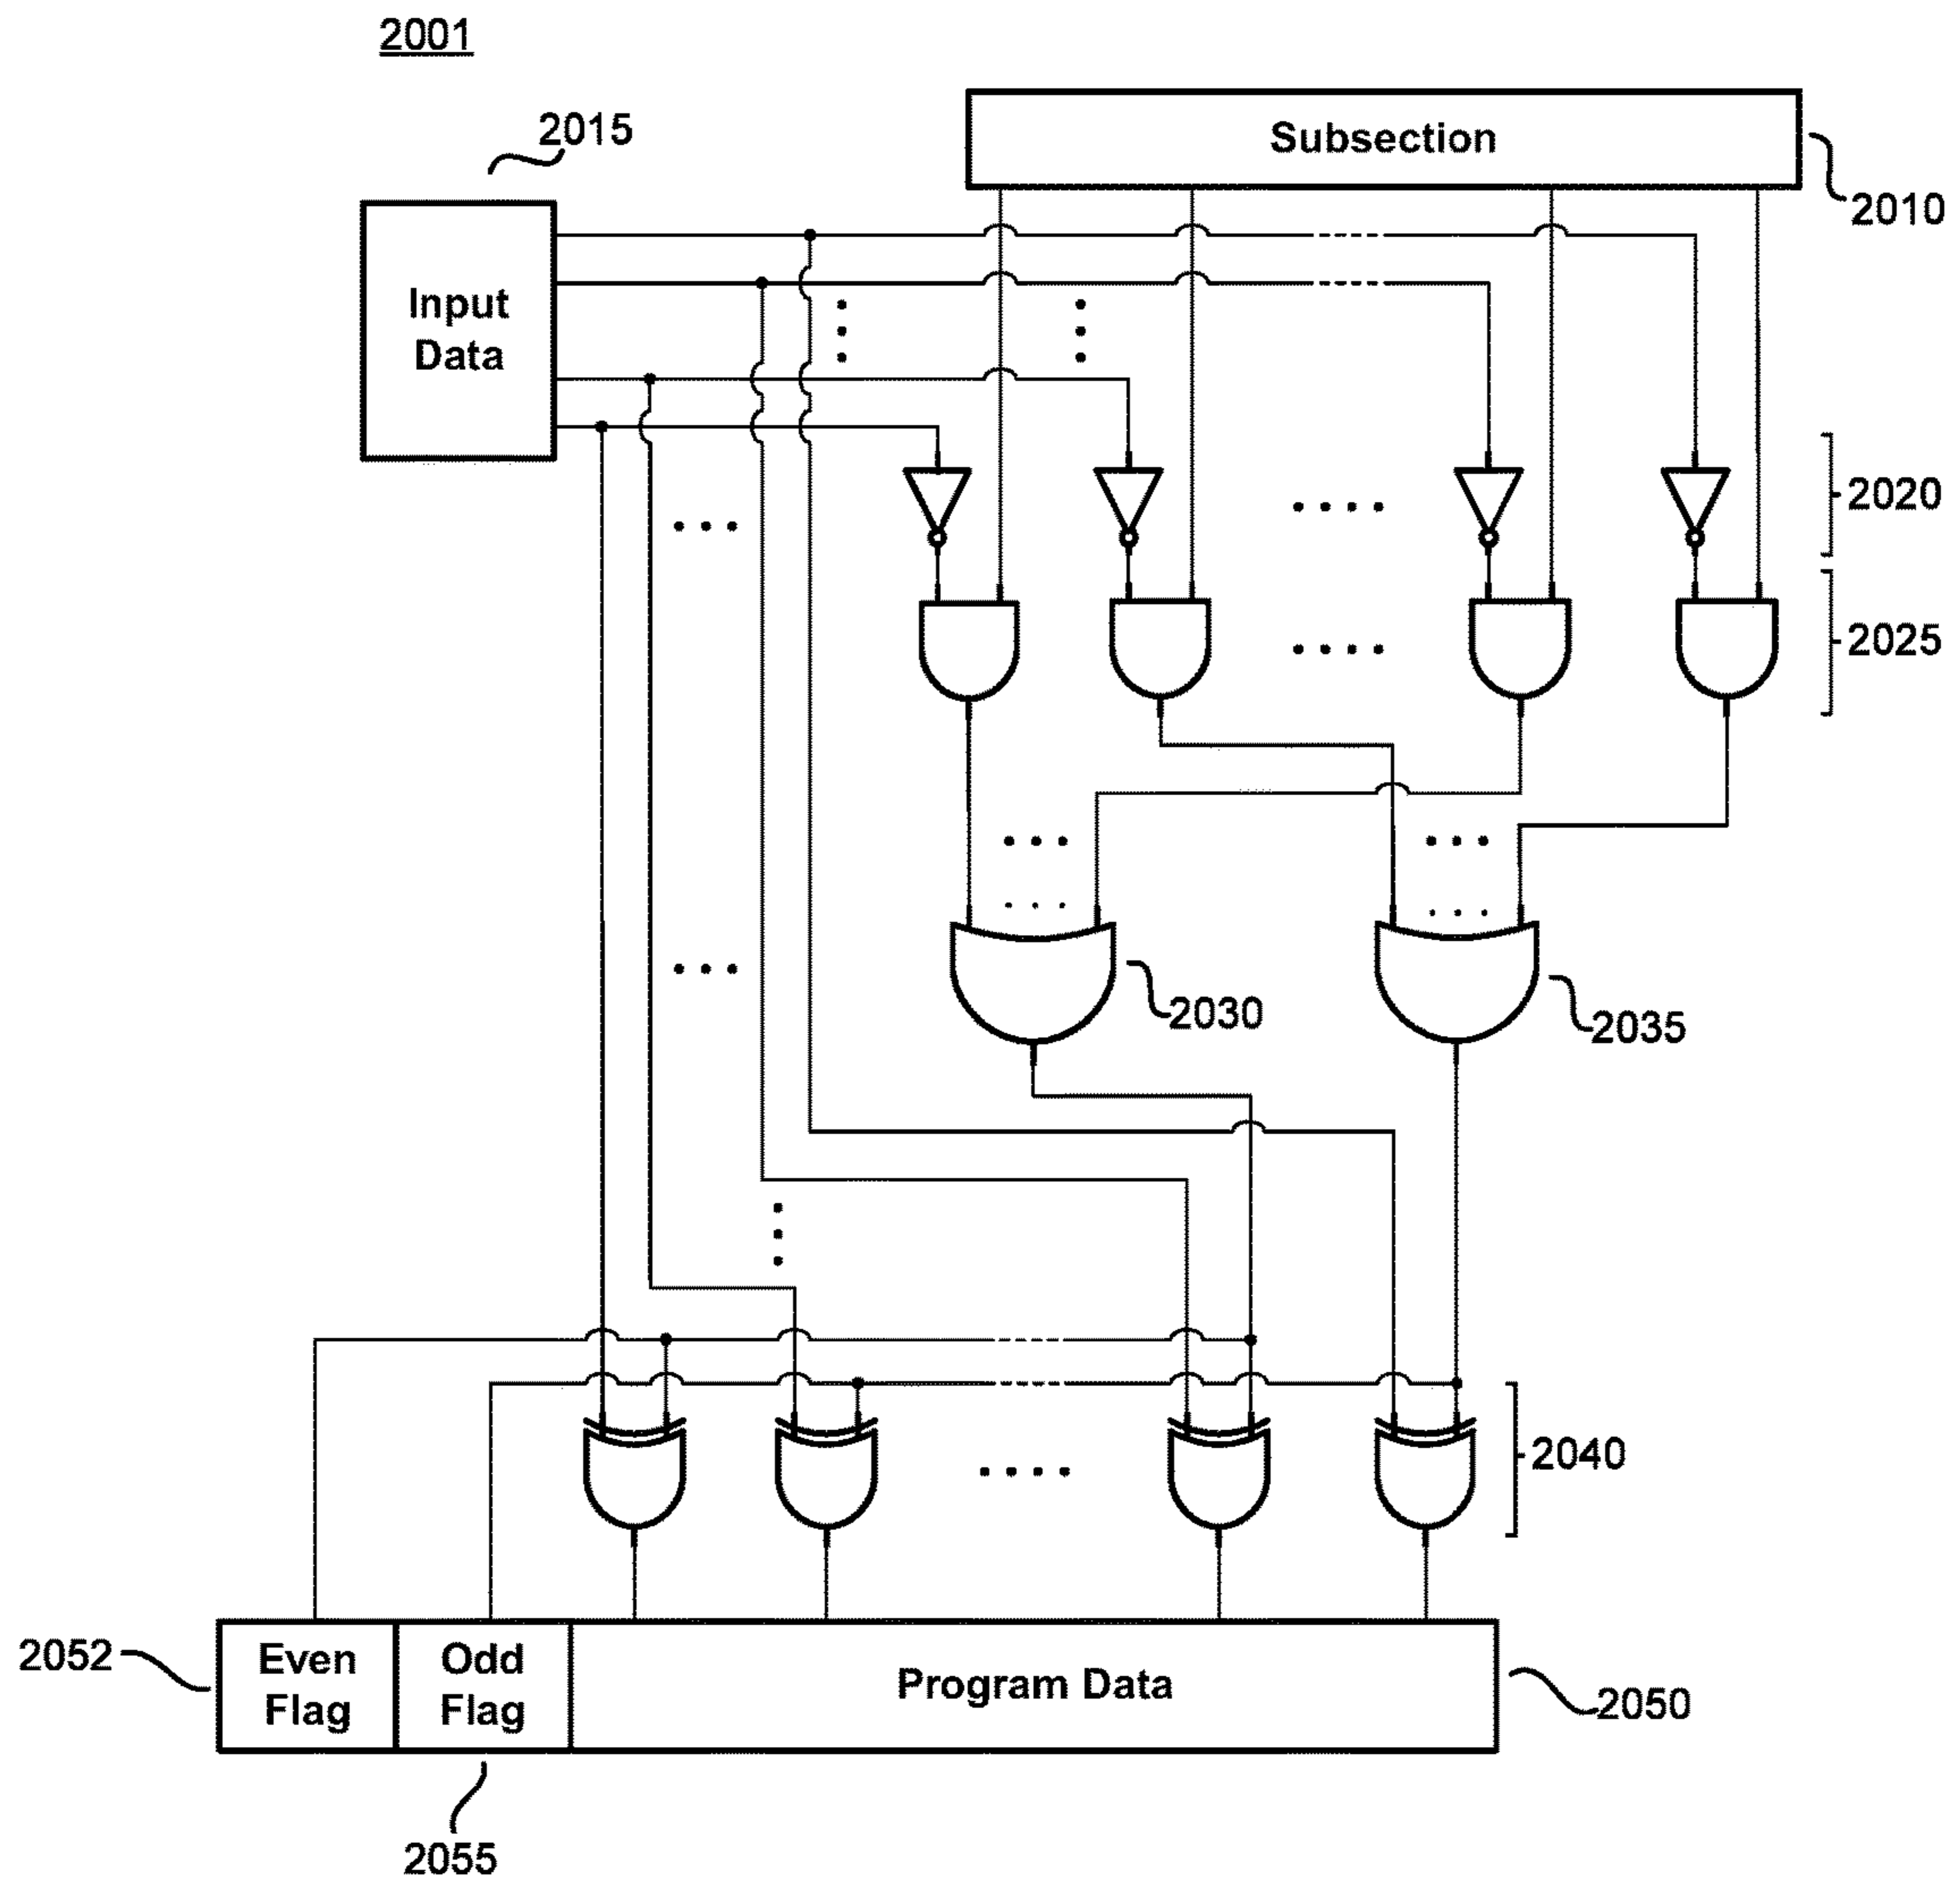 2001
2015
Subsection
2010
Input
Data
2020
2025
2030
2035
2040
2052
Even
Flag
Odd
Flag
Program Data
2050
2055